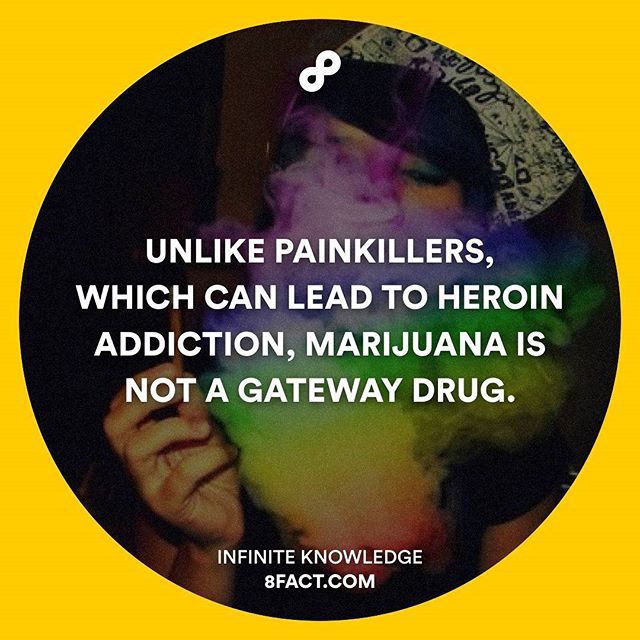 UNLIKE PAINKILLERS,
WHICH CAN LEAD TO HEROIN
ADDICTION, MARIJUANA IS
NOT A GATEWAY DRUG.
INFINITE KNOWLEDGE
8FACT.COM